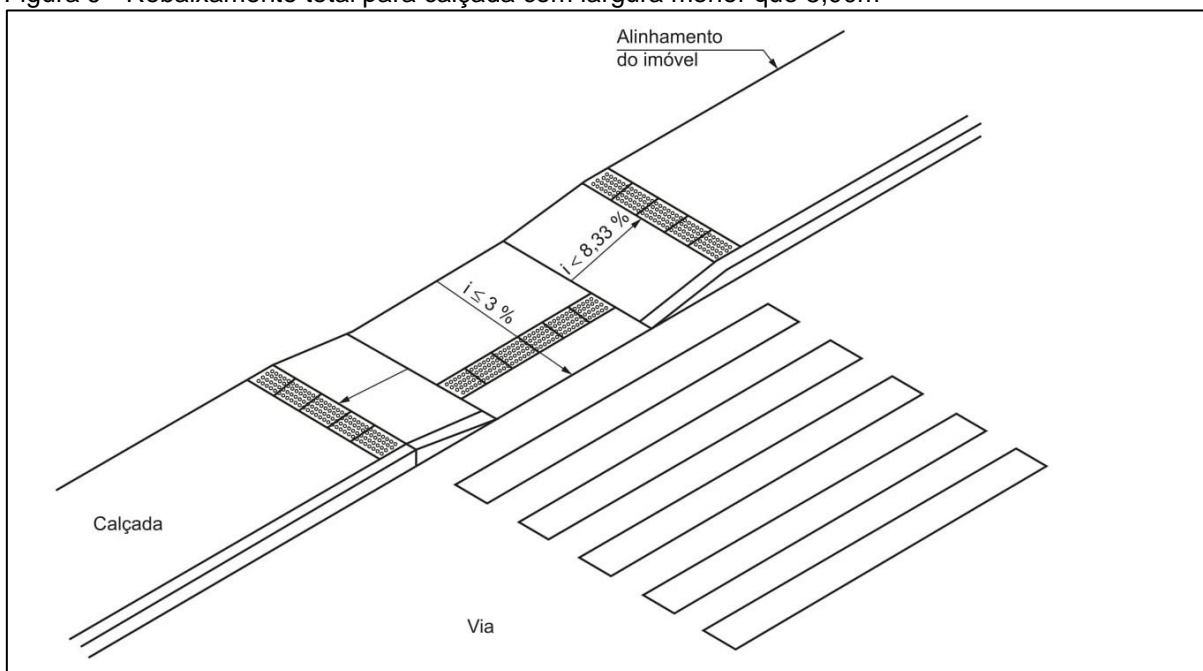 Alinhamento
do imóvel
i < 8,33 %
i ≤ 3 %
Calçada
Via